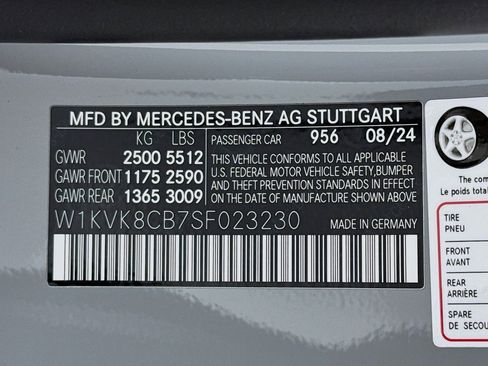 MFD BY MERCEDES-BENZ AG STUTTGART
KG LBS PASSENGER CAR 956 08/24
GVWR 2500 5512
GAWR FRONT 1175 2590
GAWR REAR 1365 3009
THIS VEHICLE CONFORMS TO ALL APPLICABLE
U.S. FEDERAL MOTOR VEHICLE SAFETY,BUMPER
AND THEFT PREVENTION STANDARDS IN EFFECT
ON THE DATE OF MANUFACTURE SHOWN ABOVE
W1KVK8CB7SF023230 MADE IN GERMANY
The com
Le poids total
TIRE
PNEU
FRONT
AVANT
REAR
ARRIÈRE
SPARE
DE SECOU